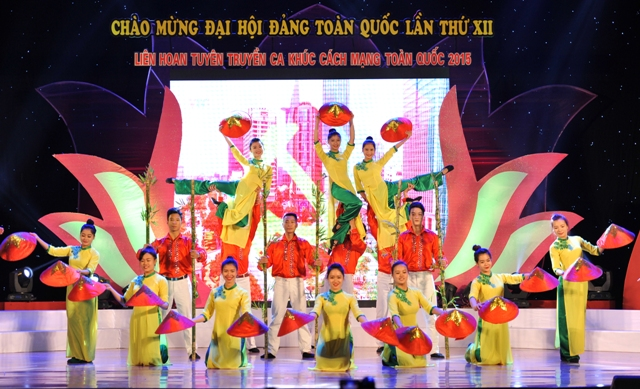 CHÀO MỪNG ĐẠI HỘI ĐẢNG TOÀN QUỐC LẦN THỨ XII
LIÊN HOAN TUYÊN TRUYỀN CA KHÚC CÁCH MẠNG TOÀN QUỐC 2015